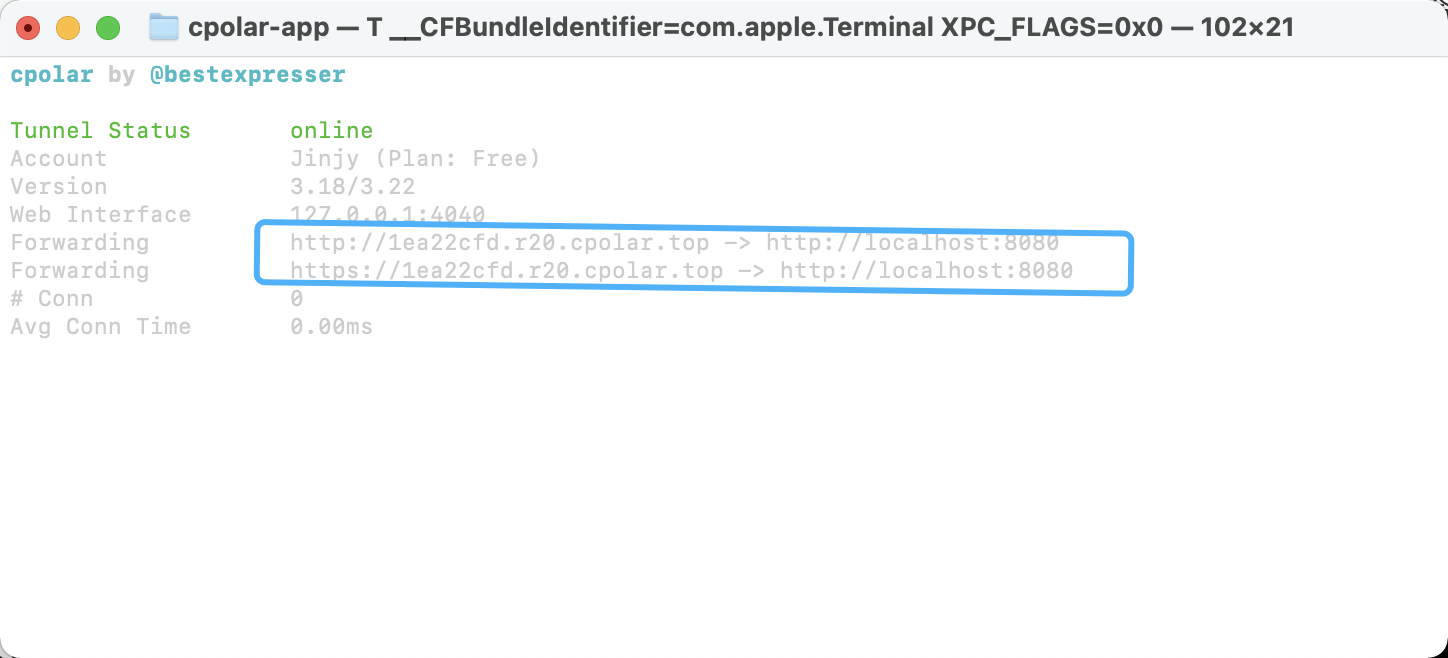 cpolar-app — T __CFBundleIdentifier=com.apple.Terminal XPC_FLAGS=0x0 — 102×21
cpolar by @bestexpresser
Tunnel Status online
Account Jinjy (Plan: Free)
Version 3.18/3.22
Web Interface 127.0.0.1:4040
Forwarding http://1ea22cfd.r20.cpolar.top -> http://localhost:8080
Forwarding https://1ea22cfd.r20.cpolar.top -> http://localhost:8080
# Conn 0
Avg Conn Time 0.00ms